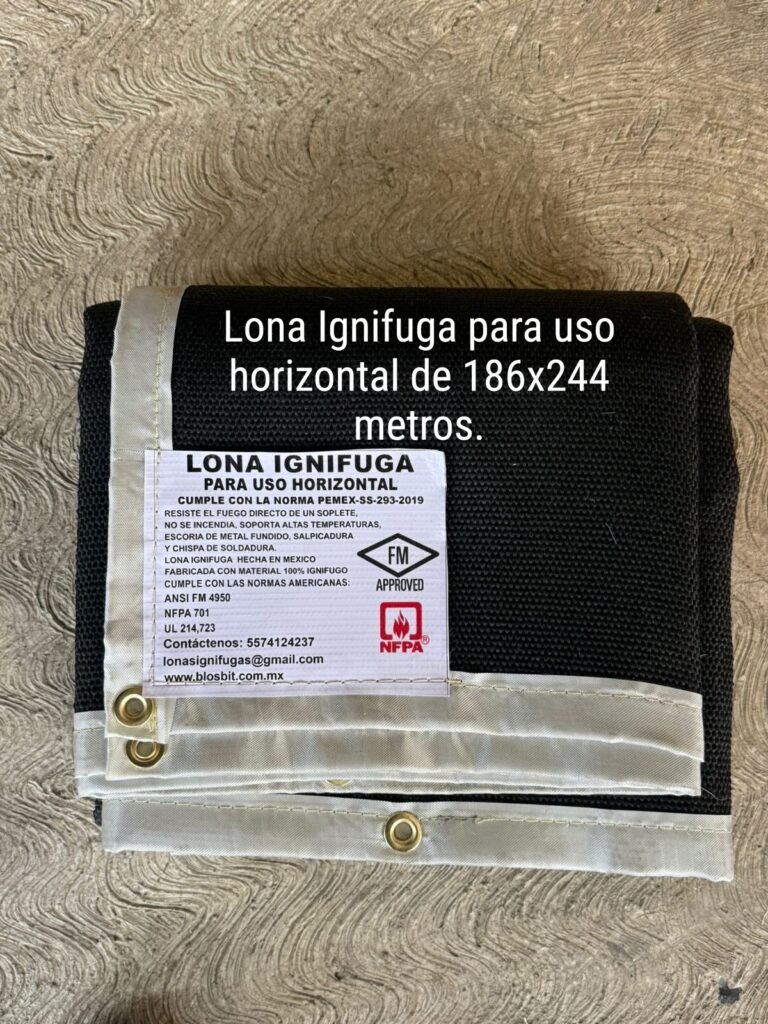 Lona Ignifuga para uso
horizontal de 186x244
metros.
LONA IGNIFUGA
PARA USO HORIZONTAL
CUMPLE CON LA NORMA PEMEX-SS-293-2019
RESISTE EL FUEGO DIRECTO DE UN SOPLETE,
NO SE INCENDIA, SOPORTA ALTAS TEMPERATURAS,
ESCORIA DE METAL FUNDIDO, SALPICADURA
Y CHISPA DE SOLDADURA.
LONA IGNIFUGA HECHA EN MEXICO
FABRICADA CON MATERIAL 100% IGNIFUGO
CUMPLE CON LAS NORMAS AMERICANAS:
ANSI FM 4950
NFPA 701
UL 214,723
Contáctenos: 5574124237
lonasignifugas@gmail.com
www.blosbit.com.mx
FM
APPROVED
NFPA®